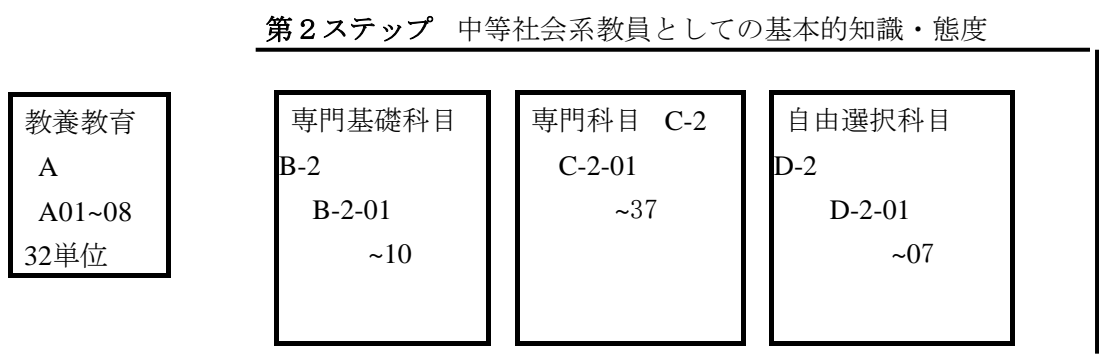 第２ステップ 中等社会系教員としての基本的知識・態度
教養教育
A
A01~08
32単位
専門基礎科目
B-2
B-2-01
~10
専門科目 C-2
C-2-01
~37
自由選択科目
D-2
D-2-01
~07